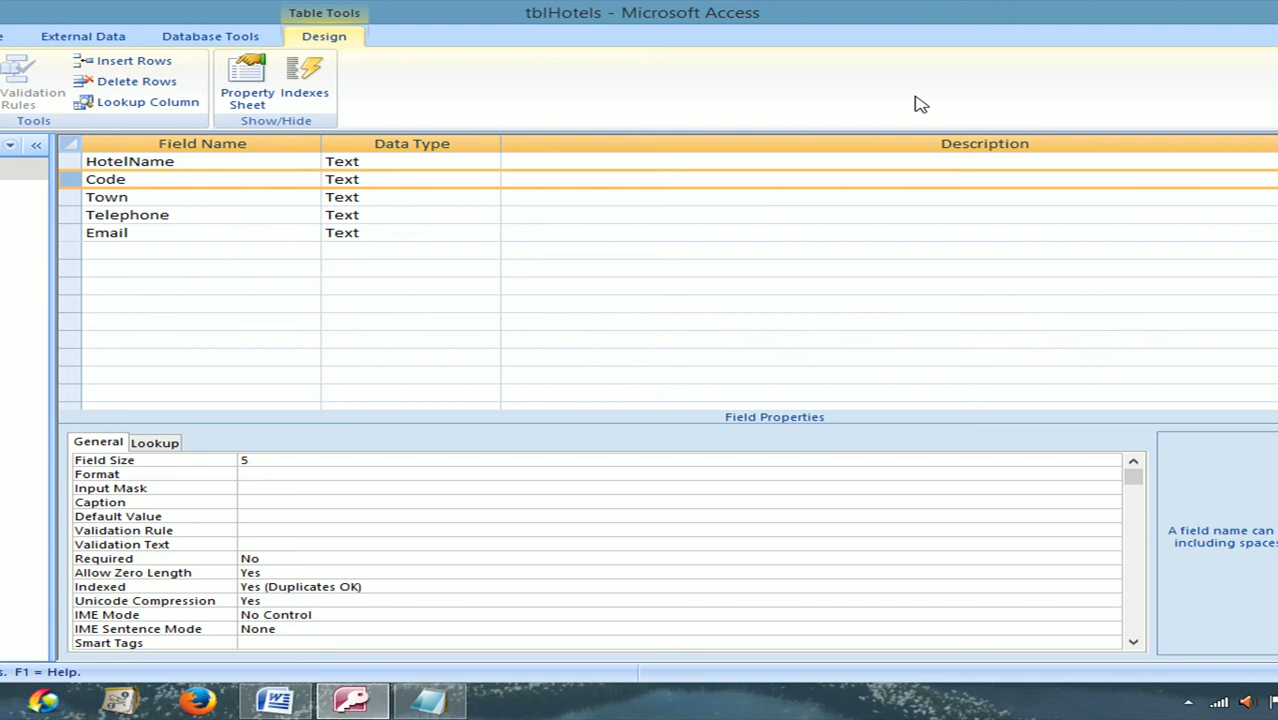 Table Tools
tblHotels - Microsoft Access
External Data
Database Tools
Design
Validation
Rules
Insert Rows
Delete Rows
Lookup Column
Property
Sheet
Indexes
Tools
Show/Hide
Field Name
Data Type
Description
HotelName
Text
Code
Text
Town
Text
Telephone
Text
Email
Text
Field Properties
General
Lookup
Field Size
5
Format
Input Mask
Caption
Default Value
Validation Rule
Validation Text
Required
No
Allow Zero Length
Yes
Indexed
Yes (Duplicates OK)
Unicode Compression
Yes
IME Mode
No Control
IME Sentence Mode
None
Smart Tags
A field name can
including spaces
s. F1 = Help.